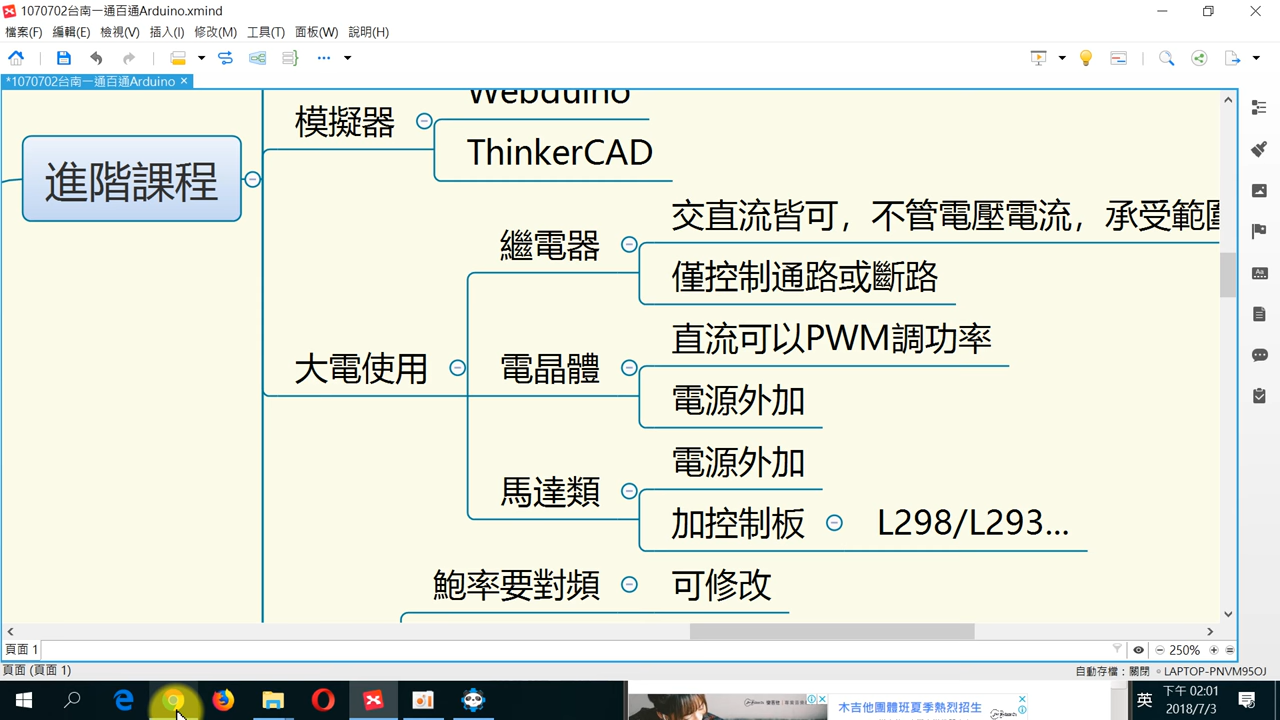 1070702台南一通百通Arduino.xmind
檔案(F) 編輯(E) 檢視(V) 插入(I) 修改(M) 工具(T) 面板(W) 說明(H)
*1070702台南一通百通Arduino
Webduino
模擬器
ThinkerCAD
進階課程
交直流皆可，不管電壓電流，承受範圍
繼電器
僅控制通路或斷路
直流可以PWM調功率
大電使用
電晶體
電源外加
電源外加
馬達類
加控制板
L298/L293...
鮑率要對頻
可修改
頁面 1
250%
頁面 (頁面 1)
自動存檔：關閉
LAPTOP-PNVM95OJ
木吉他團體班夏季熱烈招生
英
下午 02:01
2018/7/3